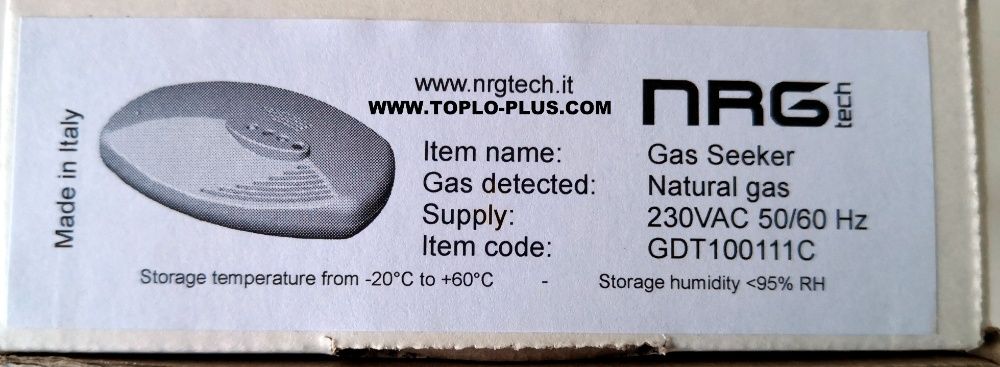 Made in Italy
www.nrgtech.it
WWW.TOPLO-PLUS.COM
NRG tech
Item name: Gas Seeker
Gas detected: Natural gas
Supply: 230VAC 50/60 Hz
Item code: GDT100111C
Storage temperature from -20°C to +60°C - Storage humidity <95% RH